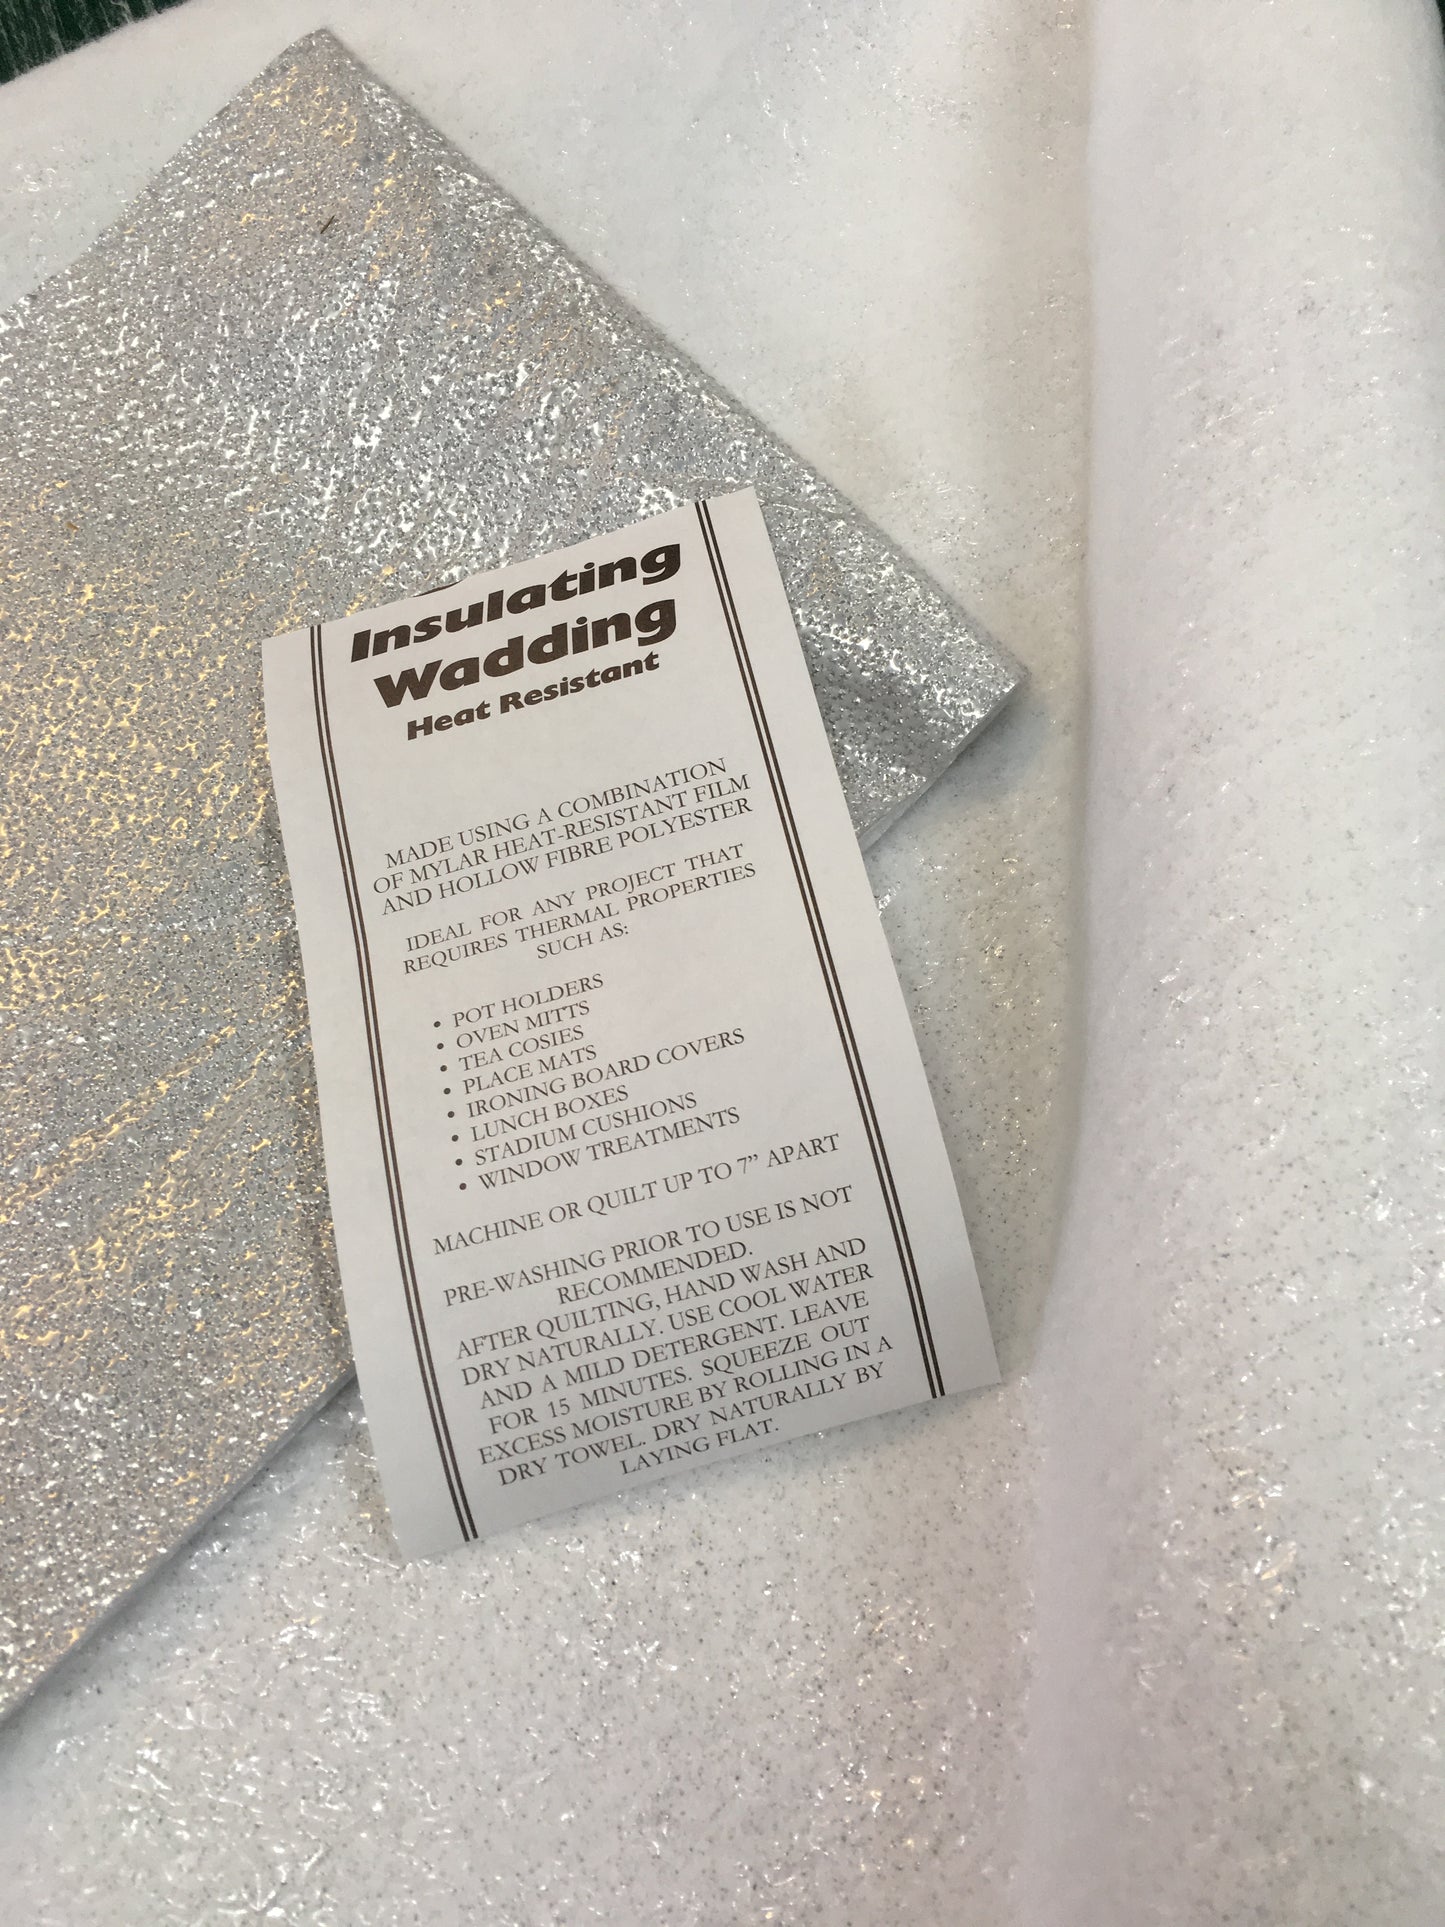 Insulating
Wadding
Heat Resistant
MADE USING A COMBINATION
OF MYLAR HEAT-RESISTANT FILM
AND HOLLOW FIBRE POLYESTER
IDEAL FOR ANY PROJECT THAT
REQUIRES THERMAL PROPERTIES
SUCH AS:
• POT HOLDERS
• OVEN MITTS
• TEA COSIES
• PLACE MATS
• IRONING BOARD COVERS
• LUNCH BOXES
• STADIUM CUSHIONS
• WINDOW TREATMENTS
MACHINE OR QUILT UP TO 7” APART
PRE-WASHING PRIOR TO USE IS NOT
RECOMMENDED.
AFTER QUILTING, HAND WASH AND
DRY NATURALLY. USE COOL WATER
AND A MILD DETERGENT. LEAVE
FOR 15 MINUTES. SQUEEZE OUT
EXCESS MOISTURE BY ROLLING IN A
DRY TOWEL. DRY NATURALLY BY
LAYING FLAT.